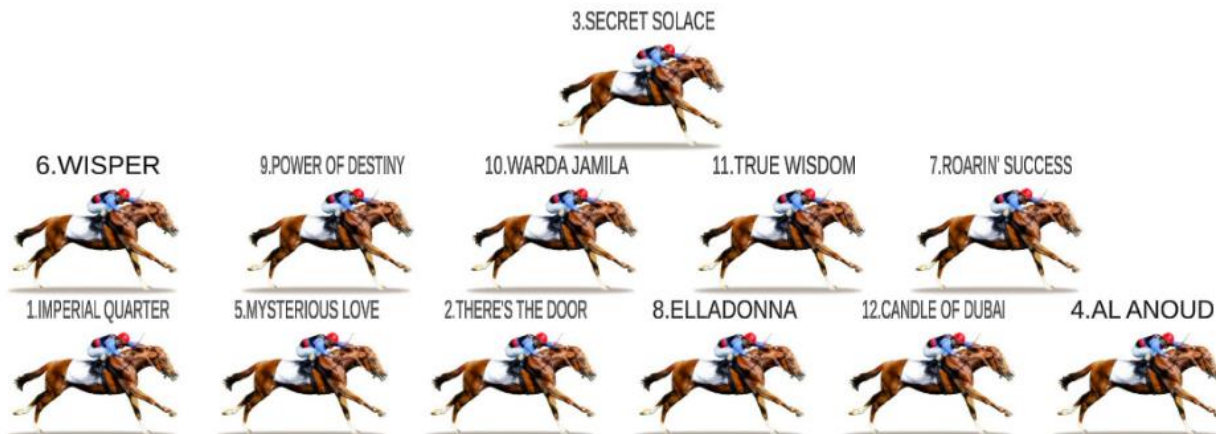 3.SECRET SOLACE
6.WISPER 9.POWER OF DESTINY 10.WARDA JAMILA 11.TRUE WISDOM 7.ROARIN' SUCCESS
1.IMPERIAL QUARTER 5.MYSTERIOUS LOVE 2.THERE'S THE DOOR 8.ELLADONNA 12.CANDLE OF DUBAI 4.AL ANOUD